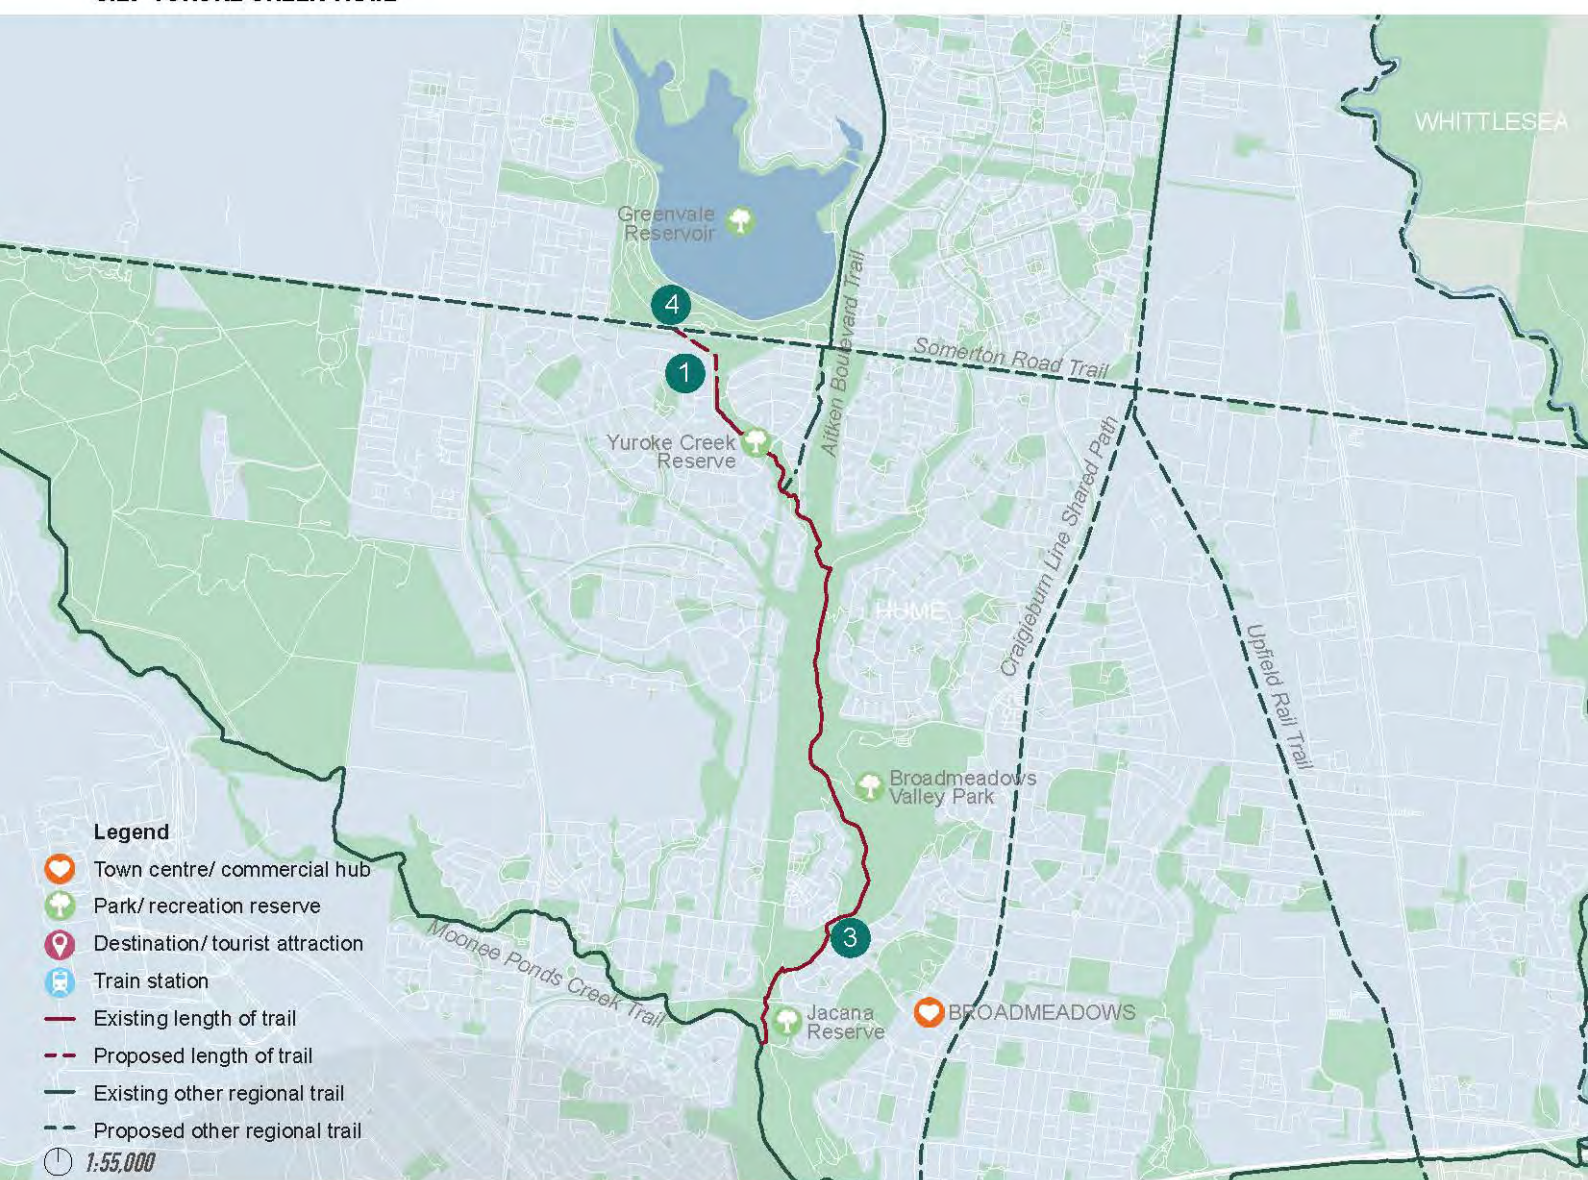 WHITTLESEA
Greenvale
Reservoir
4
Aitken Boulevard Trail
Somerton Road Trail
1
Yuroke Creek
Reserve
Craigieburn Line Shared Path
HUME
Upfield Rail Trail
Broadmeadows
Valley Park
Legend
Town centre/ commercial hub
Park/ recreation reserve
Destination/ tourist attraction
Train station
Existing length of trail
Proposed length of trail
Existing other regional trail
Proposed other regional trail
1:55,000
3
Moonee Ponds Creek Trail
Jacana
Reserve
BROADMEADOWS